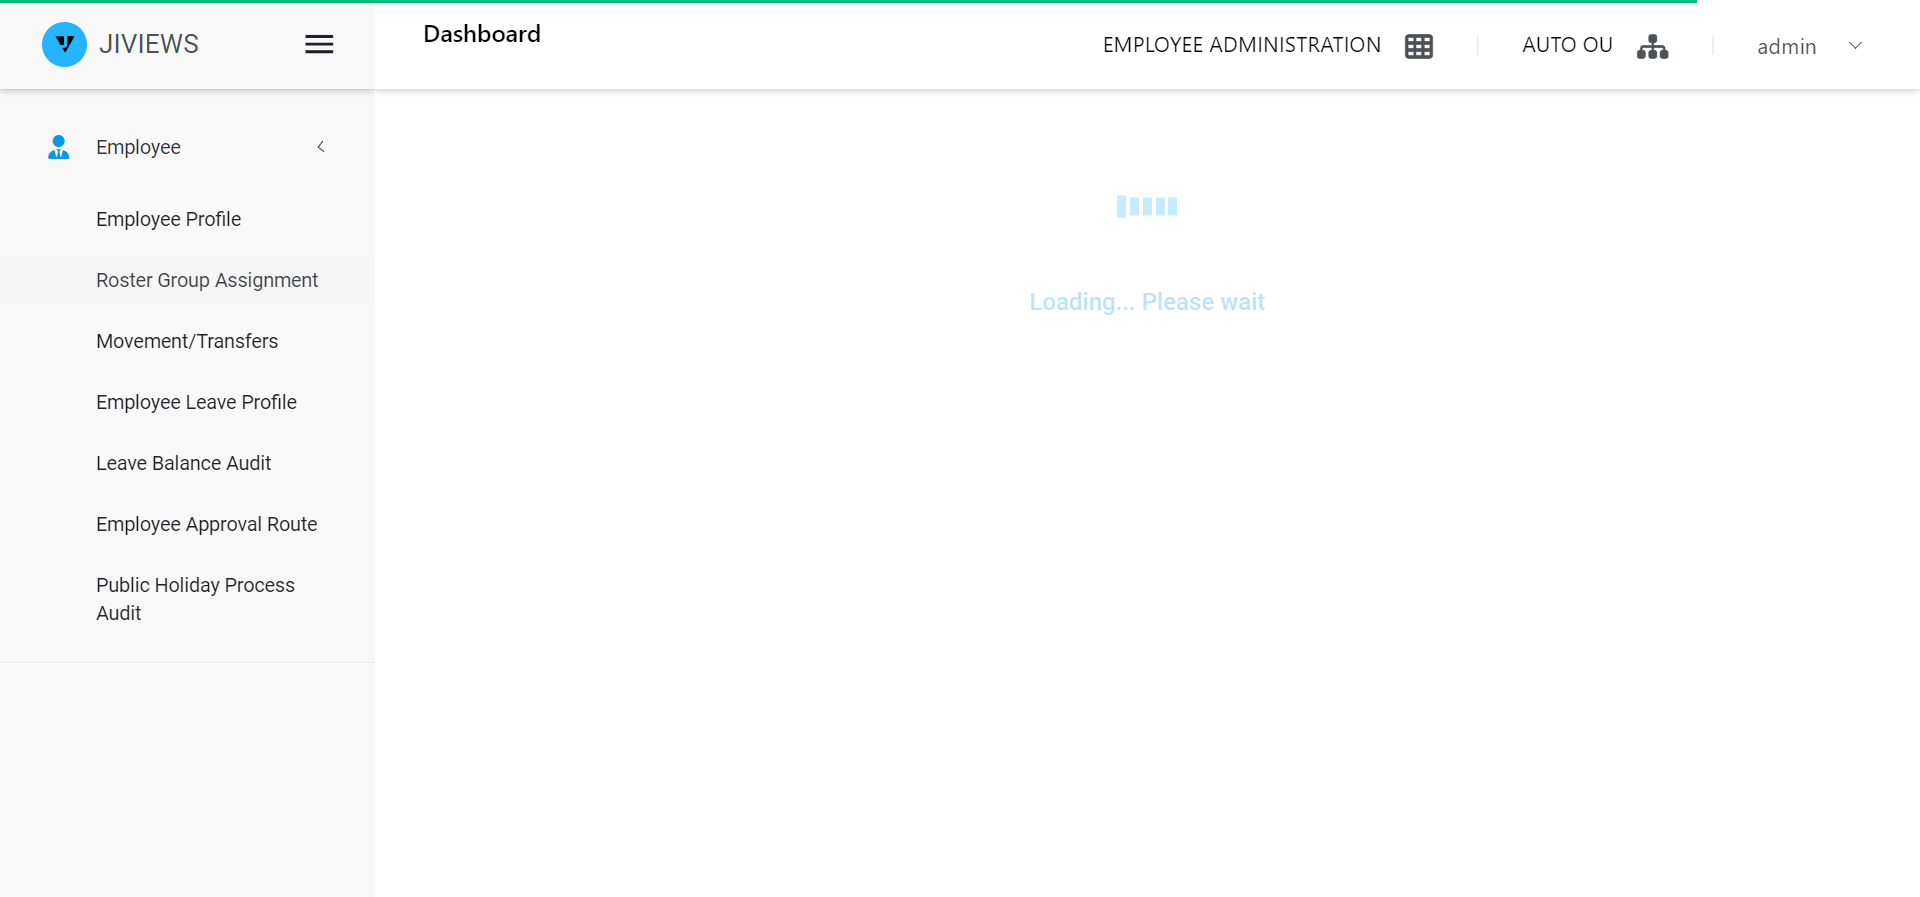 JIVIEWS
Dashboard
EMPLOYEE ADMINISTRATION
AUTO OU
admin
Employee
Employee Profile
Roster Group Assignment
Movement/Transfers
Employee Leave Profile
Leave Balance Audit
Employee Approval Route
Public Holiday Process
Audit
Loading... Please wait